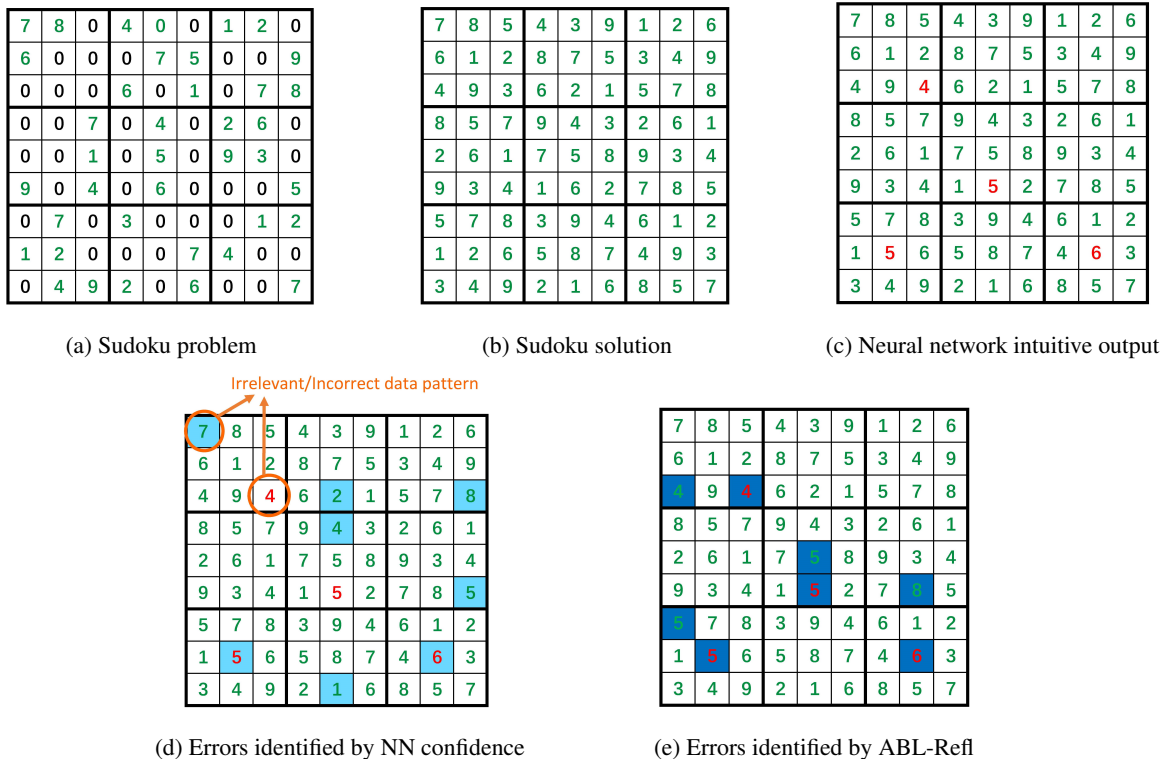 7 8 0 4 0 0 1 2 0
6 0 0 0 7 5 0 0 9
0 0 0 6 0 1 0 7 8
0 0 7 0 4 0 2 6 0
0 0 1 0 5 0 9 3 0
9 0 4 0 6 0 0 0 5
0 7 0 3 0 0 0 1 2
1 2 0 0 0 7 4 0 0
0 4 9 2 0 6 0 0 7
(a) Sudoku problem
7 8 5 4 3 9 1 2 6
6 1 2 8 7 5 3 4 9
4 9 3 6 2 1 5 7 8
8 5 7 9 4 3 2 6 1
2 6 1 7 5 8 9 3 4
9 3 4 1 6 2 7 8 5
5 7 8 3 9 4 6 1 2
1 2 6 5 8 7 4 9 3
3 4 9 2 1 6 8 5 7
(b) Sudoku solution
7 8 5 4 3 9 1 2 6
6 1 2 8 7 5 3 4 9
4 9 4 6 2 1 5 7 8
8 5 7 9 4 3 2 6 1
2 6 1 7 5 8 9 3 4
9 3 4 1 5 2 7 8 5
5 7 8 3 9 4 6 1 2
1 5 6 5 8 7 4 6 3
3 4 9 2 1 6 8 5 7
(c) Neural network intuitive output
Irrelevant/Incorrect data pattern
7 8 5 4 3 9 1 2 6
6 1 2 8 7 5 3 4 9
4 9 4 6 2 1 5 7 8
8 5 7 9 4 3 2 6 1
2 6 1 7 5 8 9 3 4
9 3 4 1 5 2 7 8 5
5 7 8 3 9 4 6 1 2
1 5 6 5 8 7 4 6 3
3 4 9 2 1 6 8 5 7
(d) Errors identified by NN confidence
7 8 5 4 3 9 1 2 6
6 1 2 8 7 5 3 4 9
4 9 4 6 2 1 5 7 8
8 5 7 9 4 3 2 6 1
2 6 1 7 5 8 9 3 4
9 3 4 1 5 2 7 8 5
5 7 8 3 9 4 6 1 2
1 5 6 5 8 7 4 6 3
3 4 9 2 1 6 8 5 7
(e) Errors identified by ABL-Refl